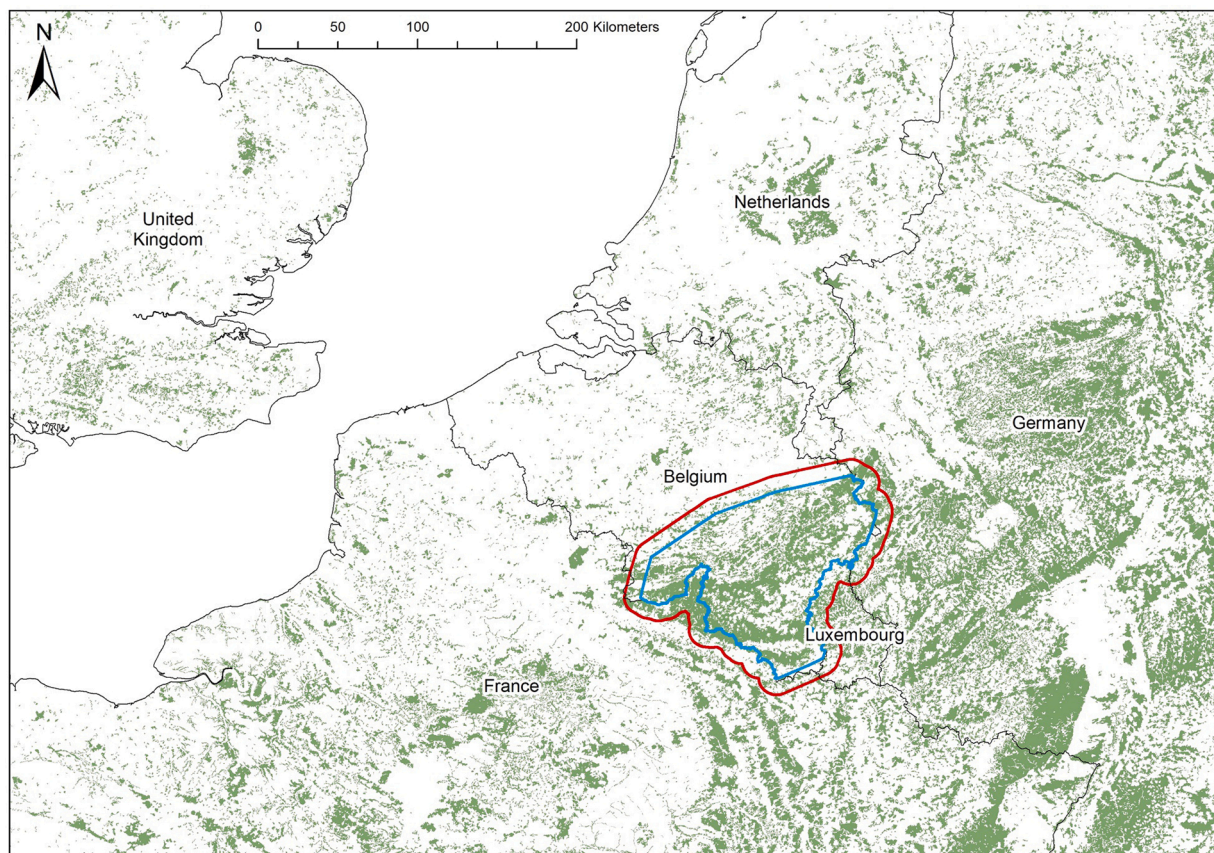 0 50 100 200 Kilometers
N
United
Kingdom
Netherlands
Germany
Belgium
Luxembourg
France